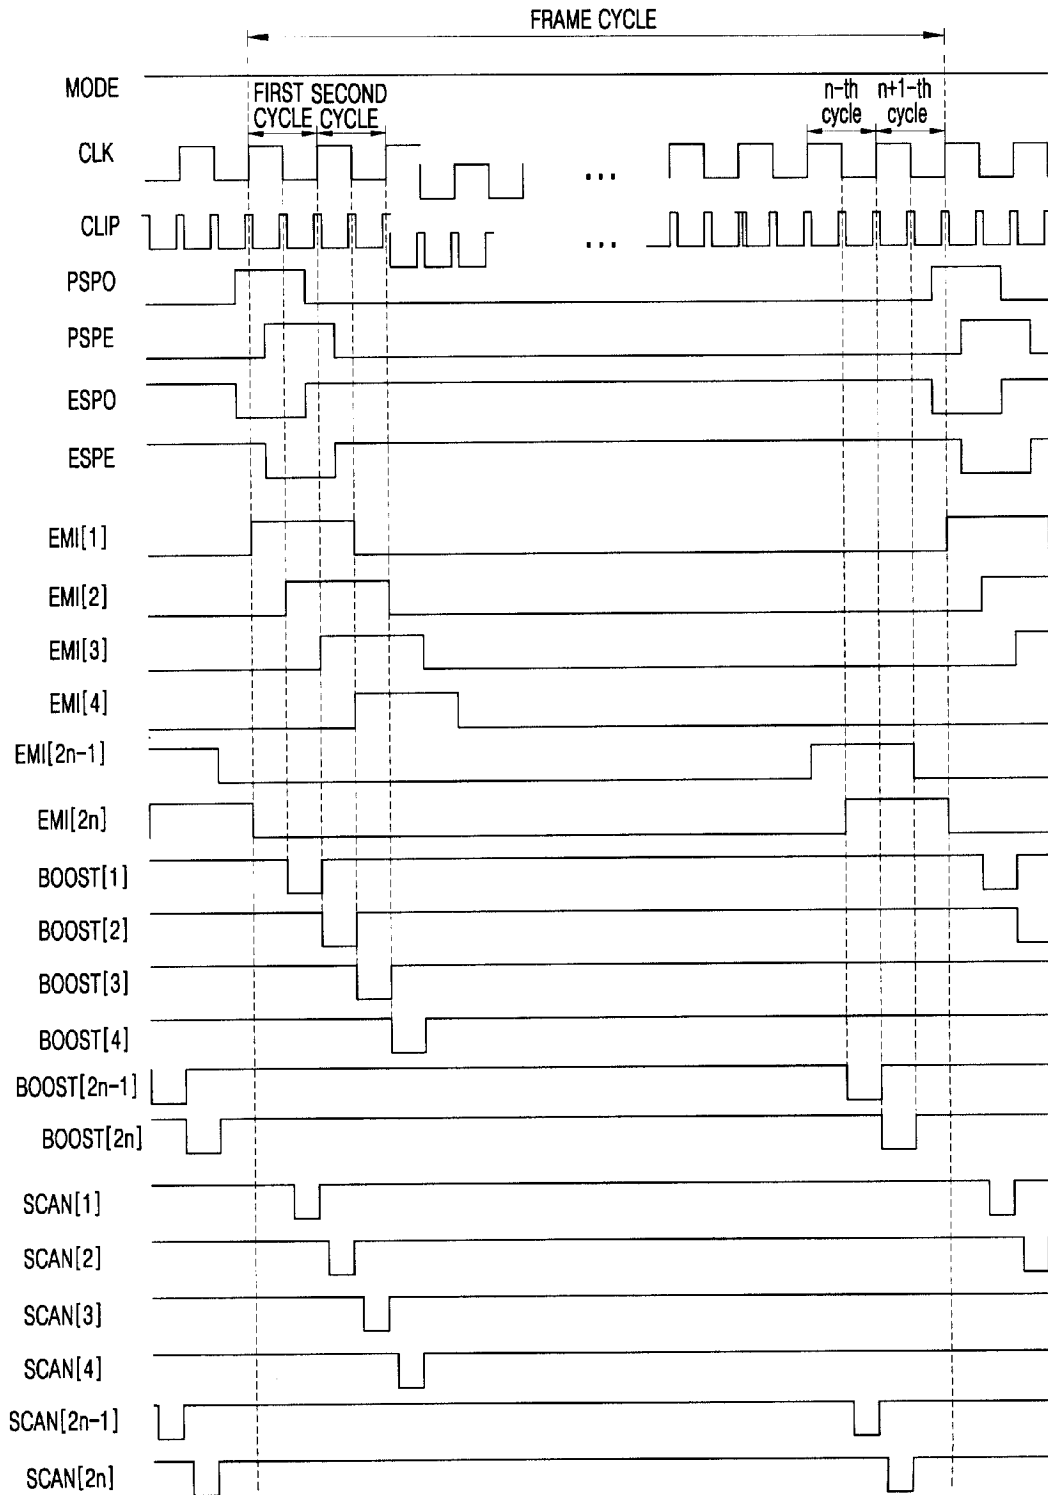 FRAME CYCLE
MODE
FIRST CYCLE
SECOND CYCLE
n-th cycle
n+1-th cycle
CLK
...
CLIP
...
PSPO
PSPE
ESPO
ESPE
EMI[1]
EMI[2]
EMI[3]
EMI[4]
EMI[2n-1]
EMI[2n]
BOOST[1]
BOOST[2]
BOOST[3]
BOOST[4]
BOOST[2n-1]
BOOST[2n]
SCAN[1]
SCAN[2]
SCAN[3]
SCAN[4]
SCAN[2n-1]
SCAN[2n]